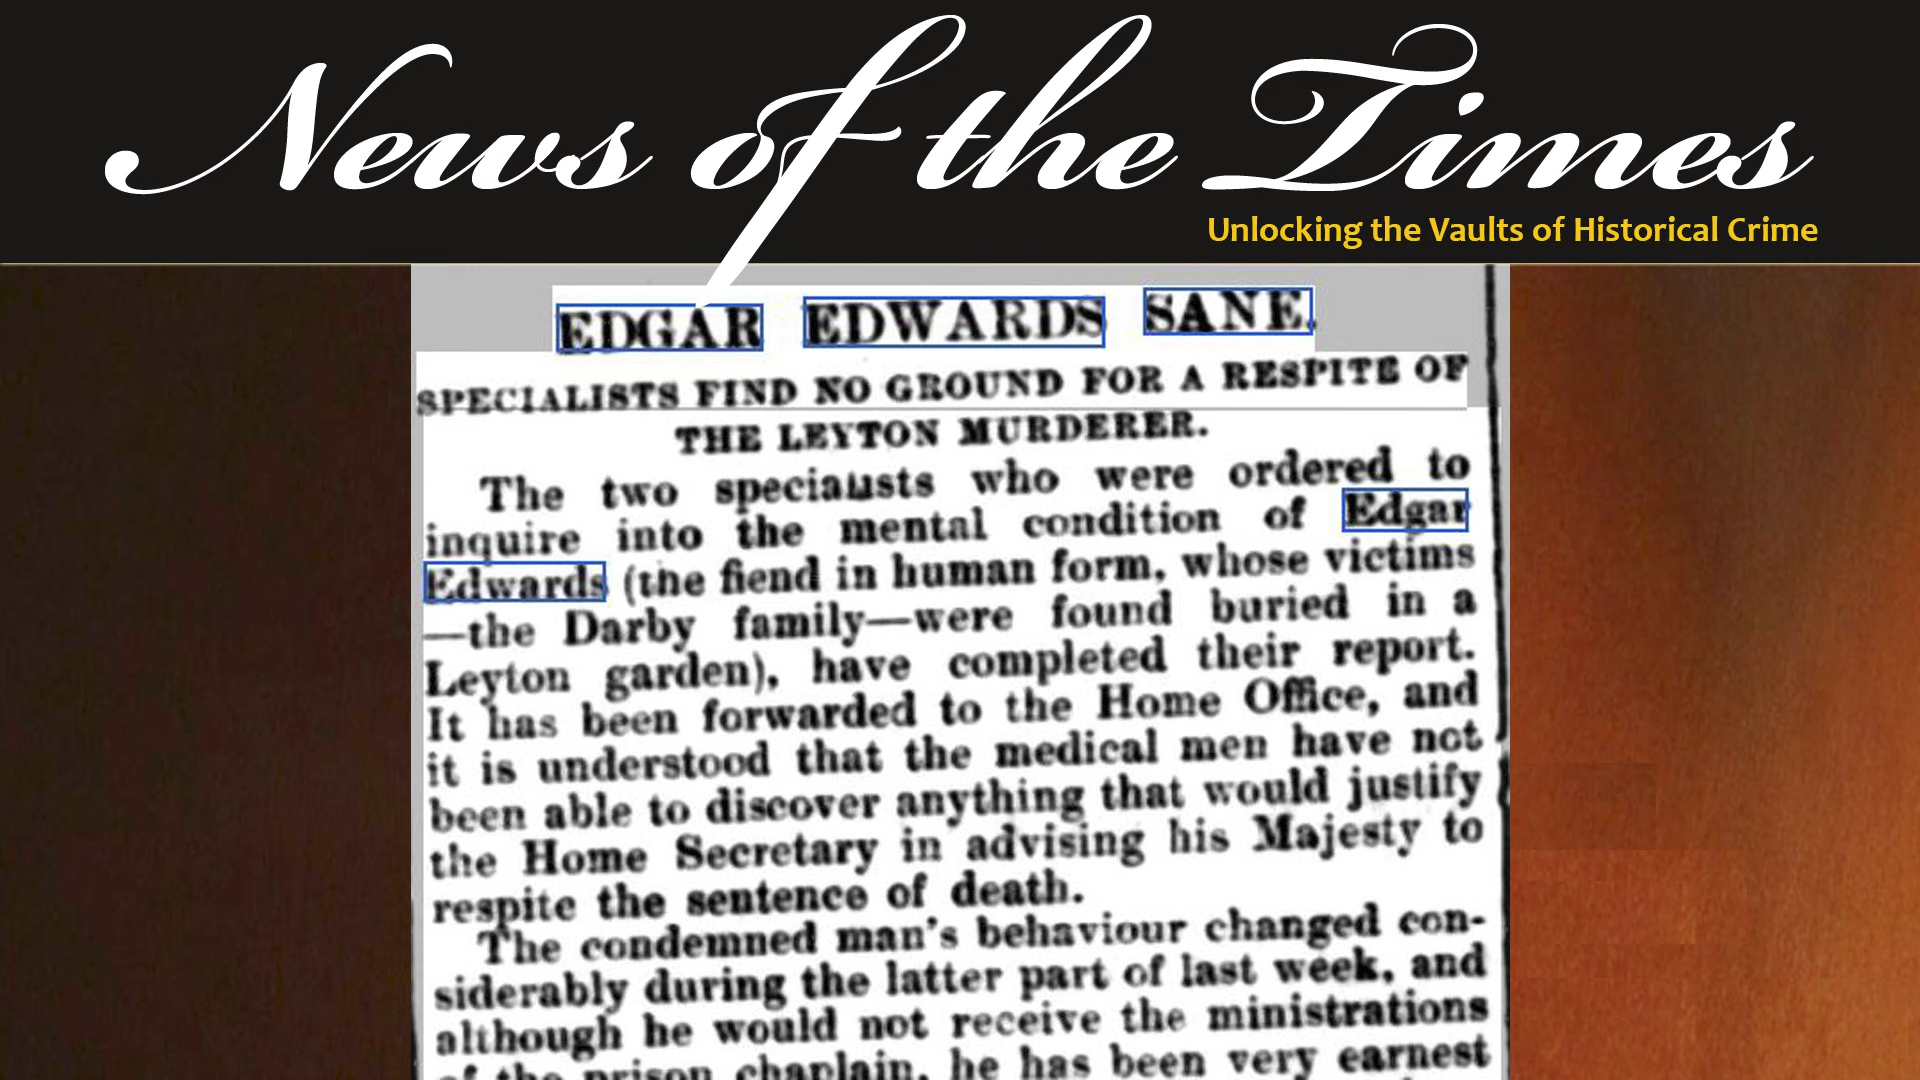 News of the Times
Unlocking the Vaults of Historical Crime
EDGAR EDWARDS SANE.
SPECIALISTS FIND NO GROUND FOR A RESPITE OF
THE LEYTON MURDERER.
The two specialists who were ordered to
inquire into the mental condition of Edgar
Edwards (the fiend in human form, whose victims
—the Darby family—were found buried in a
Leyton garden), have completed their report.
It has been forwarded to the Home Office, and
it is understood that the medical men have not
been able to discover anything that would justify
the Home Secretary in advising his Majesty to
respite the sentence of death.
The condemned man's behaviour changed con-
siderably during the latter part of last week, and
although he would not receive the ministrations
of the prison chaplain, he has been very earnest